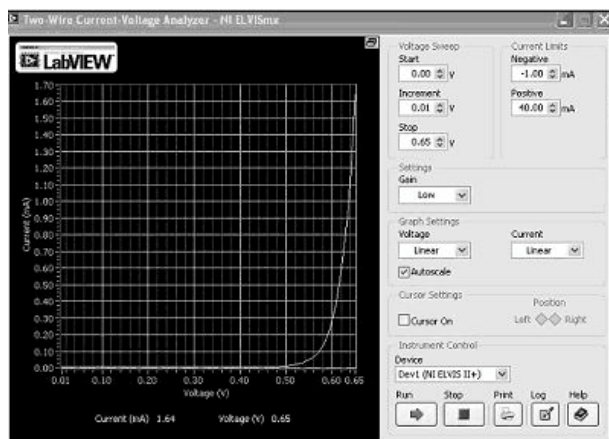 Two-Wire Current-Voltage Analyzer - NI ELVISmx
LabVIEW
1.70
1.60
1.50
1.40
1.30
1.20
1.10
1.00
0.90
0.80
0.70
0.60
0.50
0.40
0.30
0.20
0.10
0.00
Current (mA)
0.01 0.10 0.20 0.30 0.40 0.50 0.60 0.65
Voltage (V)
Current (mA) 1.64 Voltage (V) 0.65
Voltage Sweep
Start
0.00 V
Increment
0.01 V
Stop
0.65 V
Current Limits
Negative
-1.00 mA
Positive
40.00 mA
Settings
Gain
Low
Graph Settings
Voltage Current
Linear Linear
Autoscale
Cursor Settings
Cursor On
Position
Left Right
Instrument Control
Device
Dev1 (NI ELVIS II+)
Run Stop Print Log Help